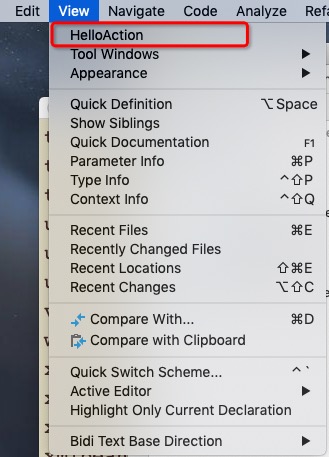 Edit View Navigate Code Analyze Re
HelloAction
Tool Windows ▶
Appearance ▶
Quick Definition ⌥Space
Show Siblings
Quick Documentation F1
Parameter Info ⌘P
Type Info ^⇧P
Context Info ^⇧Q
Recent Files ⌘E
Recently Changed Files
Recent Locations ⇧⌘E
Recent Changes ⌥⇧C
Compare With... ⌘D
Compare with Clipboard
Quick Switch Scheme... ^`
Active Editor ▶
Highlight Only Current Declaration
Bidi Text Base Direction ▶